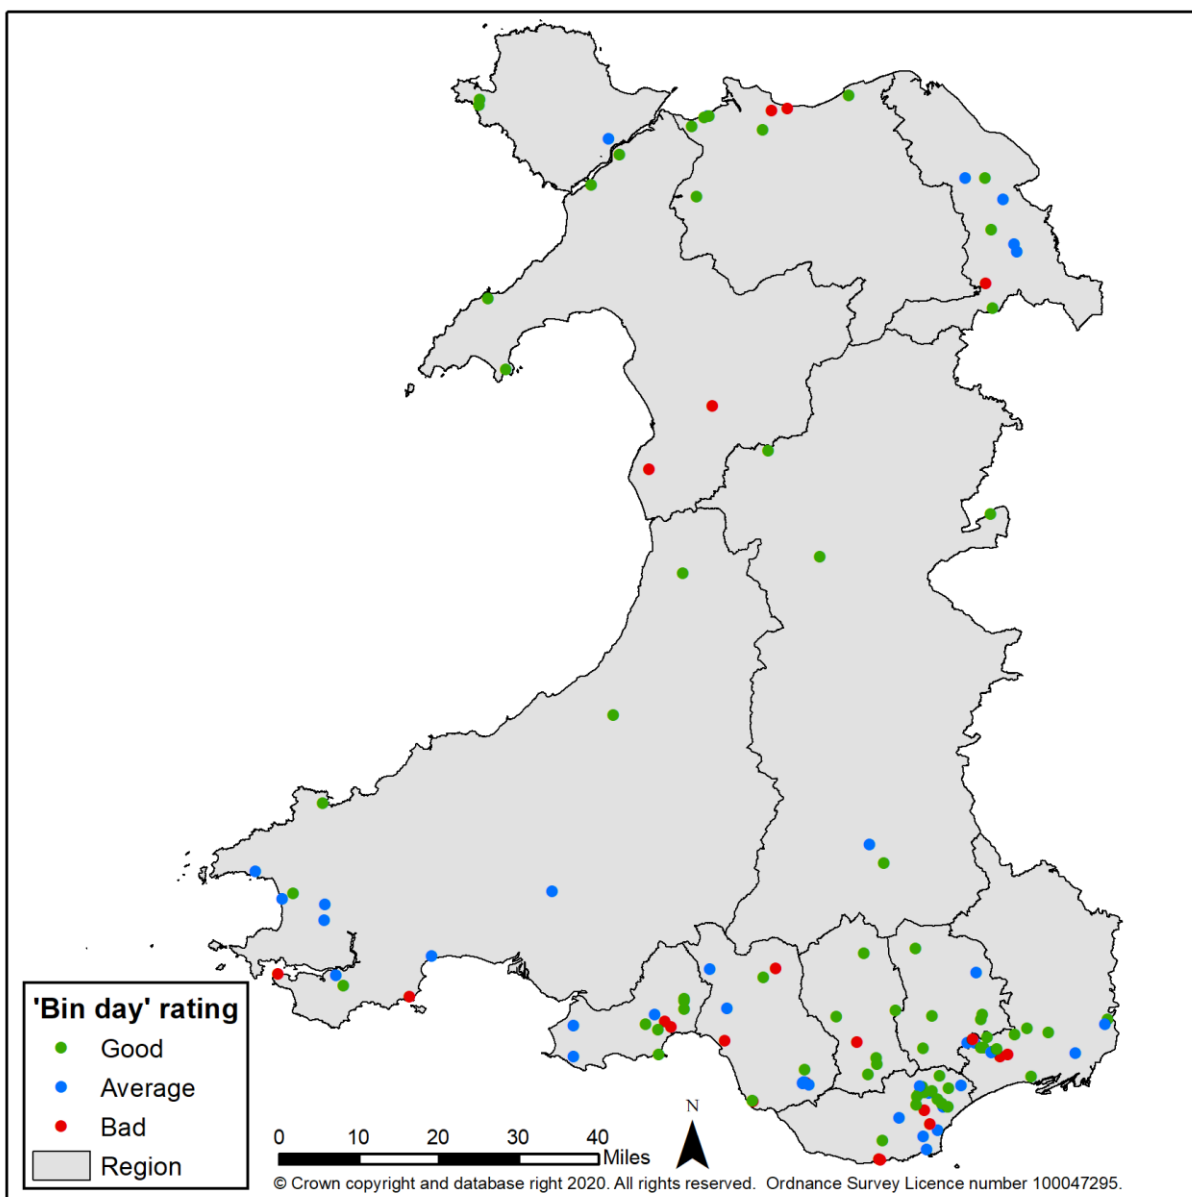 'Bin day' rating
Good
Average
Bad
Region
N
0 10 20 30 40
Miles
© Crown copyright and database right 2020. All rights reserved. Ordnance Survey Licence number 100047295.